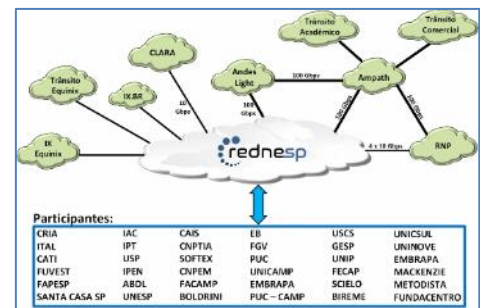 Trânsito
Acadêmico
Trânsito
Comercial
CLARA
Andes
Light
100 Gbps
Ampath
Trânsito
Equinix
IX.BR
10
Gbps
100
Gbps
100 Gbps
100 Gbps
IX
Equinix
rednesp
4 x 10 Gbps
RNP
Participantes:
CRIA IAC CAIS EB USCS UNICSUL
ITAL IPT CNPTIA FGV GESP UNINOVE
CATI USP SOFTEX PUC UNIP EMBRAPA
FUVEST IPEN CNPEM UNICAMP FECAP MACKENZIE
FAPESP ABDL FACAMP EMBRAPA SCIELO METODISTA
SANTA CASA SP UNESP BOLDRINI PUC – CAMP BIREME FUNDACENTRO